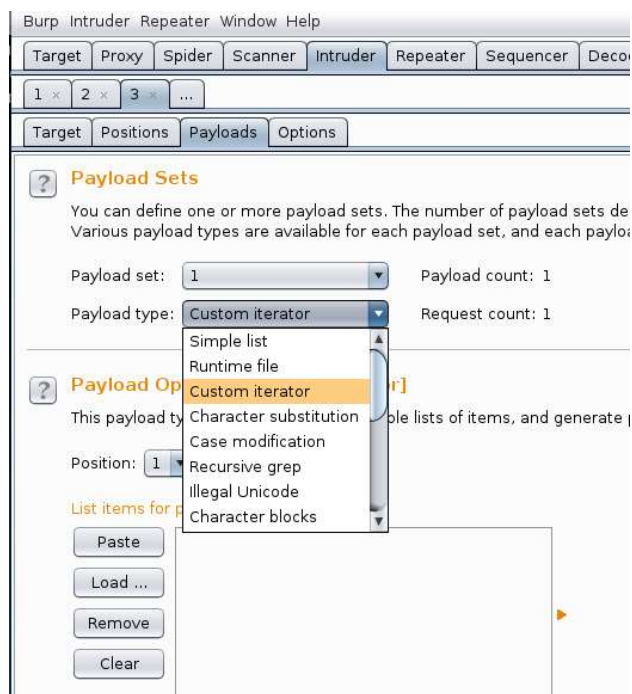 Burp Intruder Repeater Window Help
Target Proxy Spider Scanner Intruder Repeater Sequencer Deco
1 × 2 × 3 × ...
Target Positions Payloads Options
? Payload Sets
You can define one or more payload sets. The number of payload sets de
Various payload types are available for each payload set, and each payloa
Payload set: 1 Payload count: 1
Payload type: Custom iterator Request count: 1
Simple list
Runtime file
Custom iterator
Character substitution
Case modification
Recursive grep
Illegal Unicode
Character blocks
? Payload Op r]
This payload ty ple lists of items, and generate p
Position: 1
List items for p
Paste
Load ...
Remove
Clear